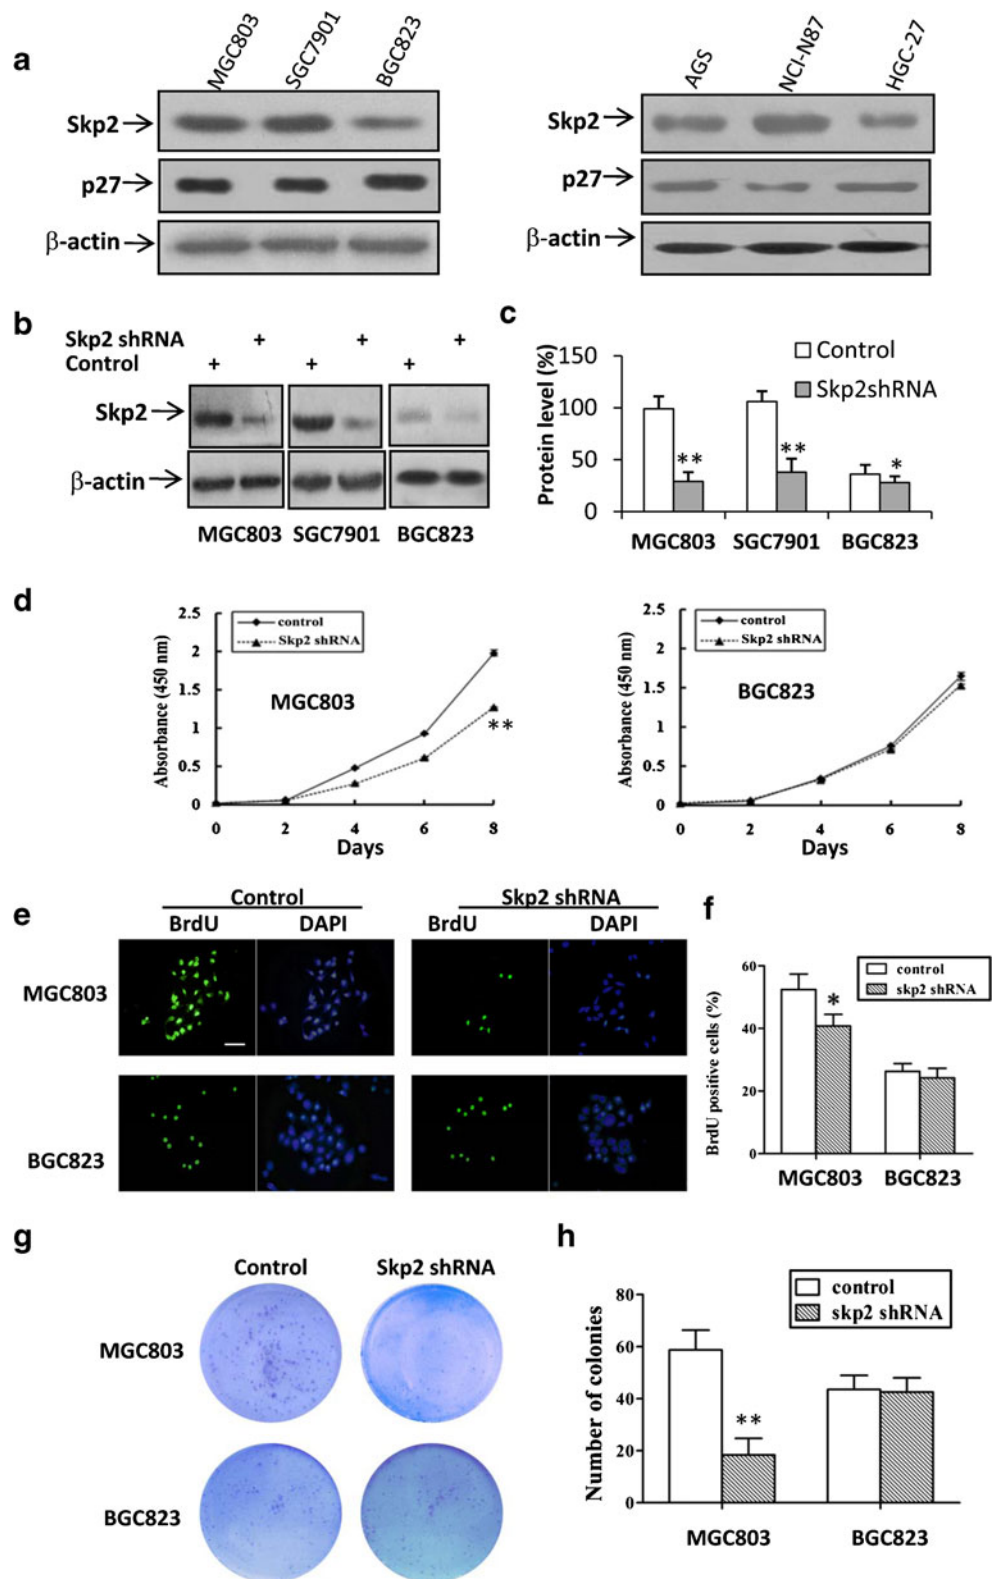 a
MGC803 SGC7901 BGC823
Skp2
p27
β-actin
AGS NCI-N87 HGC-27
Skp2
p27
β-actin
b
Skp2 shRNA + + +
Control + + +
Skp2
β-actin
MGC803 SGC7901 BGC823
c
Protein level (%)
150
100
50
0
Control
Skp2shRNA
** ** *
MGC803 SGC7901 BGC823
d
Absorbance (450 nm)
2.5
2
1.5
1
0.5
0
control
Skp2 shRNA
MGC803
**
0 2 4 6 8
Days
Absorbance (450 nm)
2.5
2
1.5
1
0.5
0
control
Skp2 shRNA
BGC823
0 2 4 6 8
Days
e
Control Skp2 shRNA
BrdU DAPI BrdU DAPI
MGC803
BGC823
f
BrdU positive cells (%)
60
40
20
0
control
skp2 shRNA
*
MGC803 BGC823
g
Control Skp2 shRNA
MGC803
BGC823
h
Number of colonies
80
60
40
20
0
control
skp2 shRNA
**
MGC803 BGC823